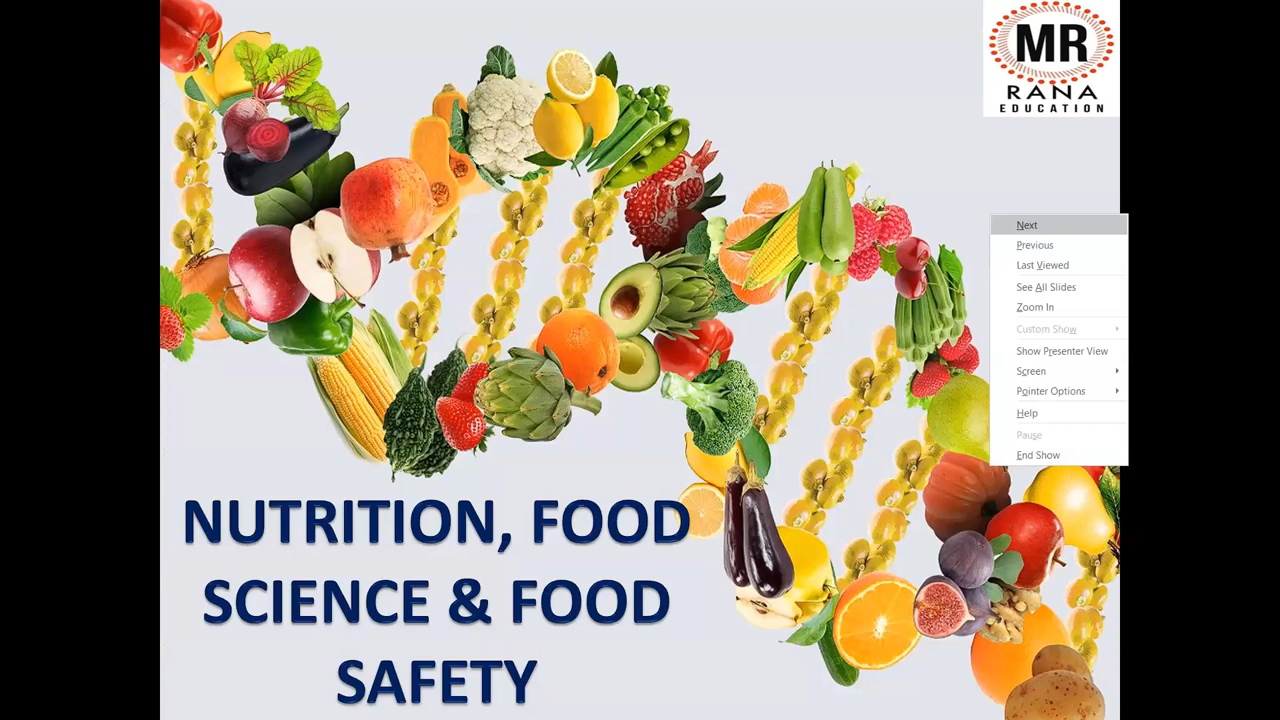 MR
RANA
EDUCATION
Next
Previous
Last Viewed
See All Slides
Zoom In
Custom Show
Show Presenter View
Screen
Pointer Options
Help
Pause
End Show
NUTRITION, FOOD
SCIENCE & FOOD
SAFETY